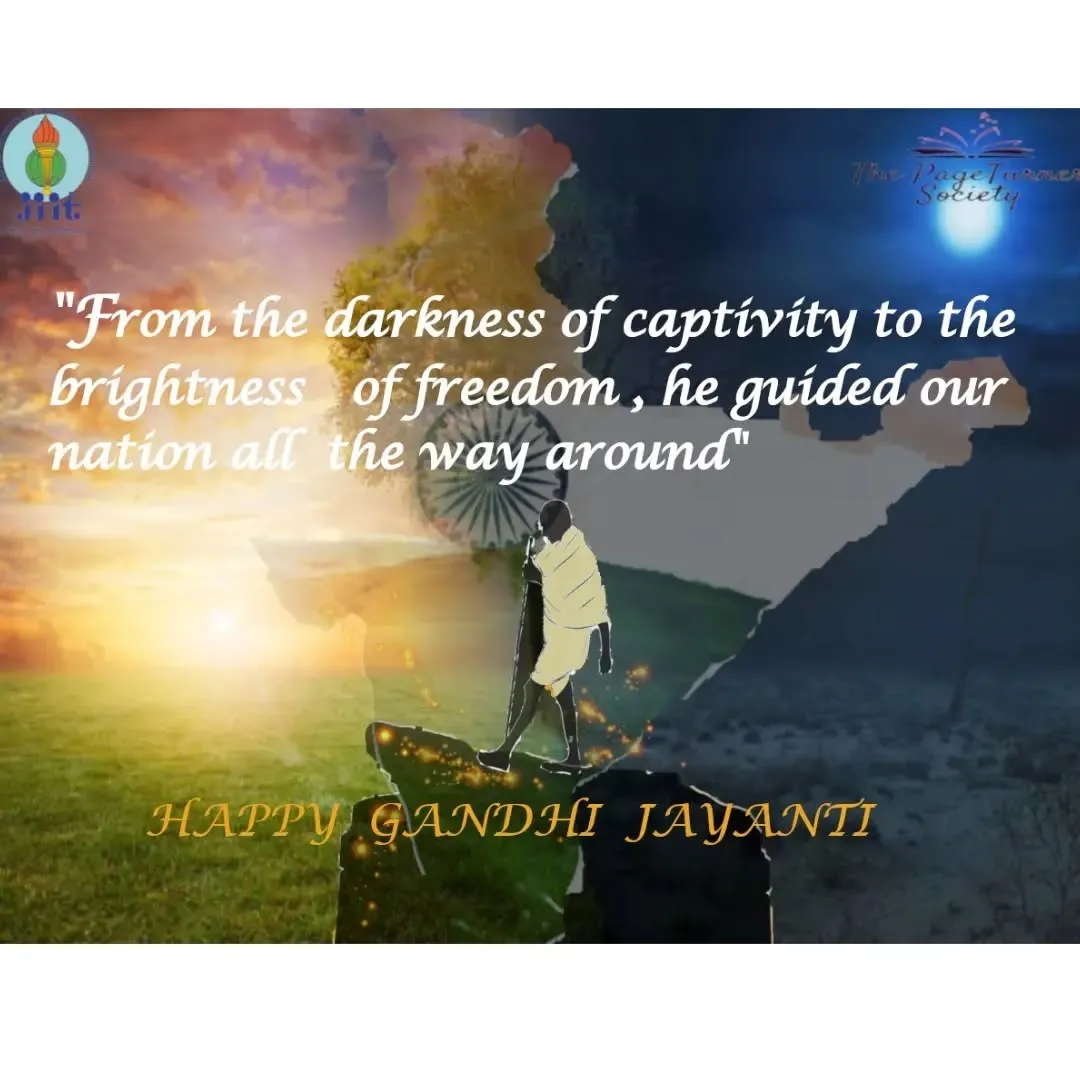 jiit
The PageTurner
Society
"From the darkness of captivity to the
brightness of freedom , he guided our
nation all the way around"
HAPPY GANDHI JAYANTI